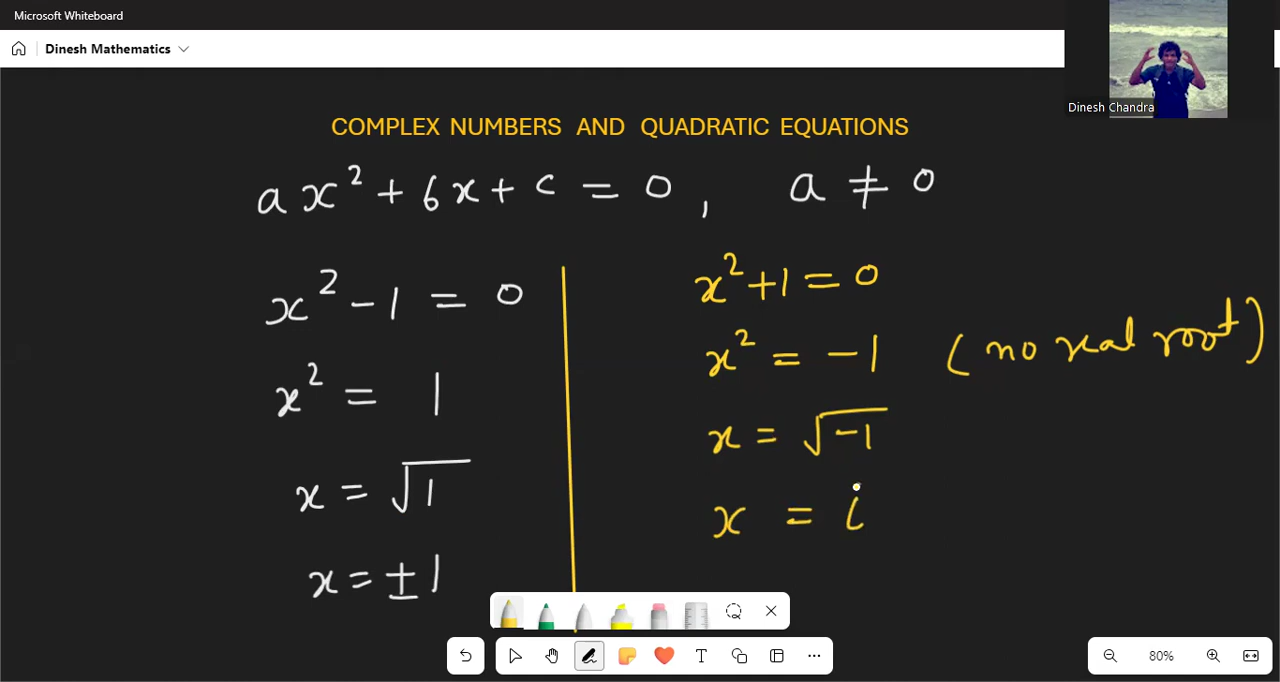 Microsoft Whiteboard
Dinesh Mathematics
Dinesh Chandra
COMPLEX NUMBERS AND QUADRATIC EQUATIONS
ax² + bx + c = 0, a ≠ 0
x² - 1 = 0
x² = 1
x = √1
x = ± 1
x² + 1 = 0
x² = -1 (no real root)
x = √-1
x = i
80%